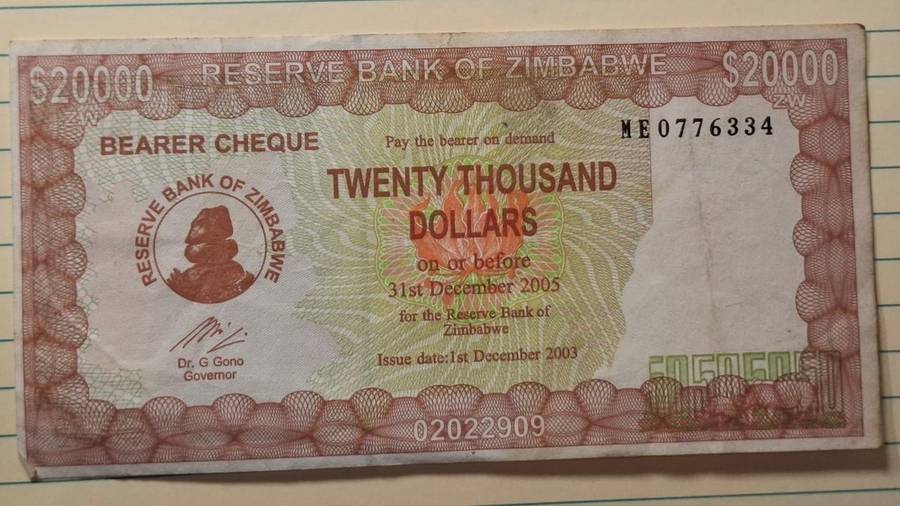 $20000
ZW
RESERVE BANK OF ZIMBABWE
$20000
ZW
BEARER CHEQUE
Pay the bearer on demand
ME0776334
TWENTY THOUSAND
DOLLARS
RESERVE BANK OF ZIMBABWE
on or before
31st December 2005
for the Reserve Bank of
Zimbabwe
Dr. G Gono
Governor
Issue date:1st December 2003
02022909